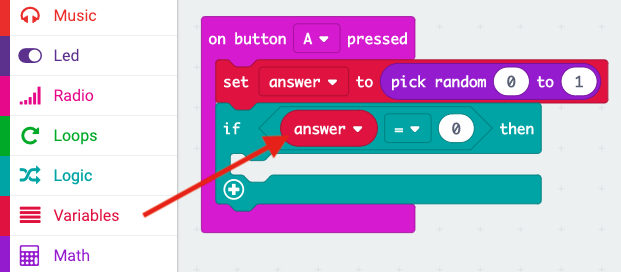 Music
Led
Radio
Loops
Logic
Variables
Math
on button A pressed
set answer to pick random 0 to 1
if answer = 0 then